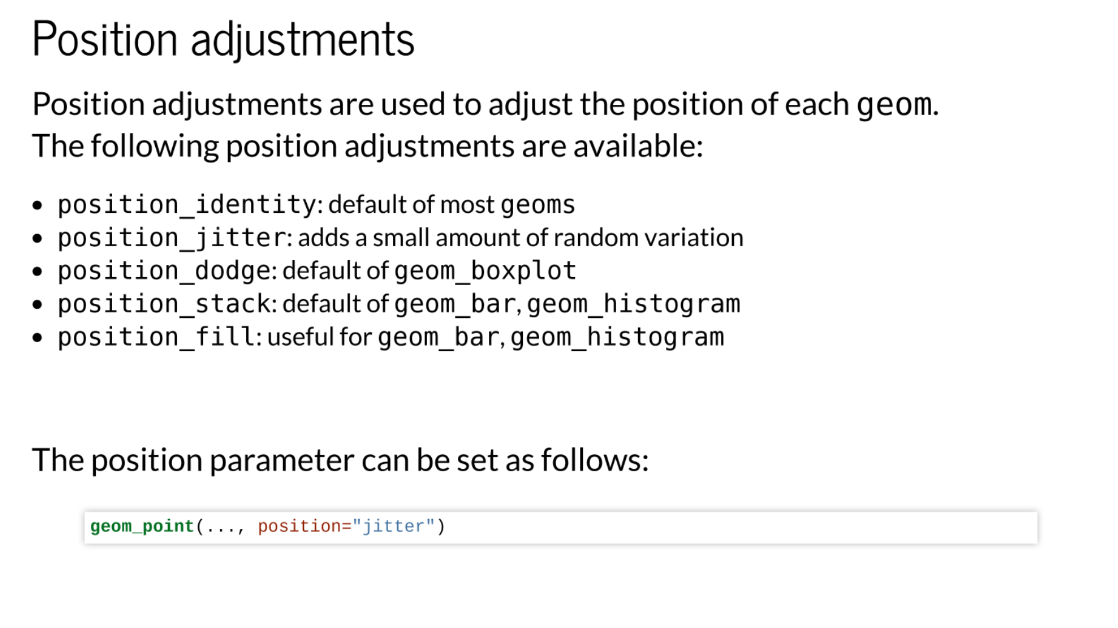 Position adjustments
Position adjustments are used to adjust the position of each geom.
The following position adjustments are available:
• position_identity: default of most geoms
• position_jitter: adds a small amount of random variation
• position_dodge: default of geom_boxplot
• position_stack: default of geom_bar, geom_histogram
• position_fill: useful for geom_bar, geom_histogram
The position parameter can be set as follows:
geom_point(..., position="jitter")